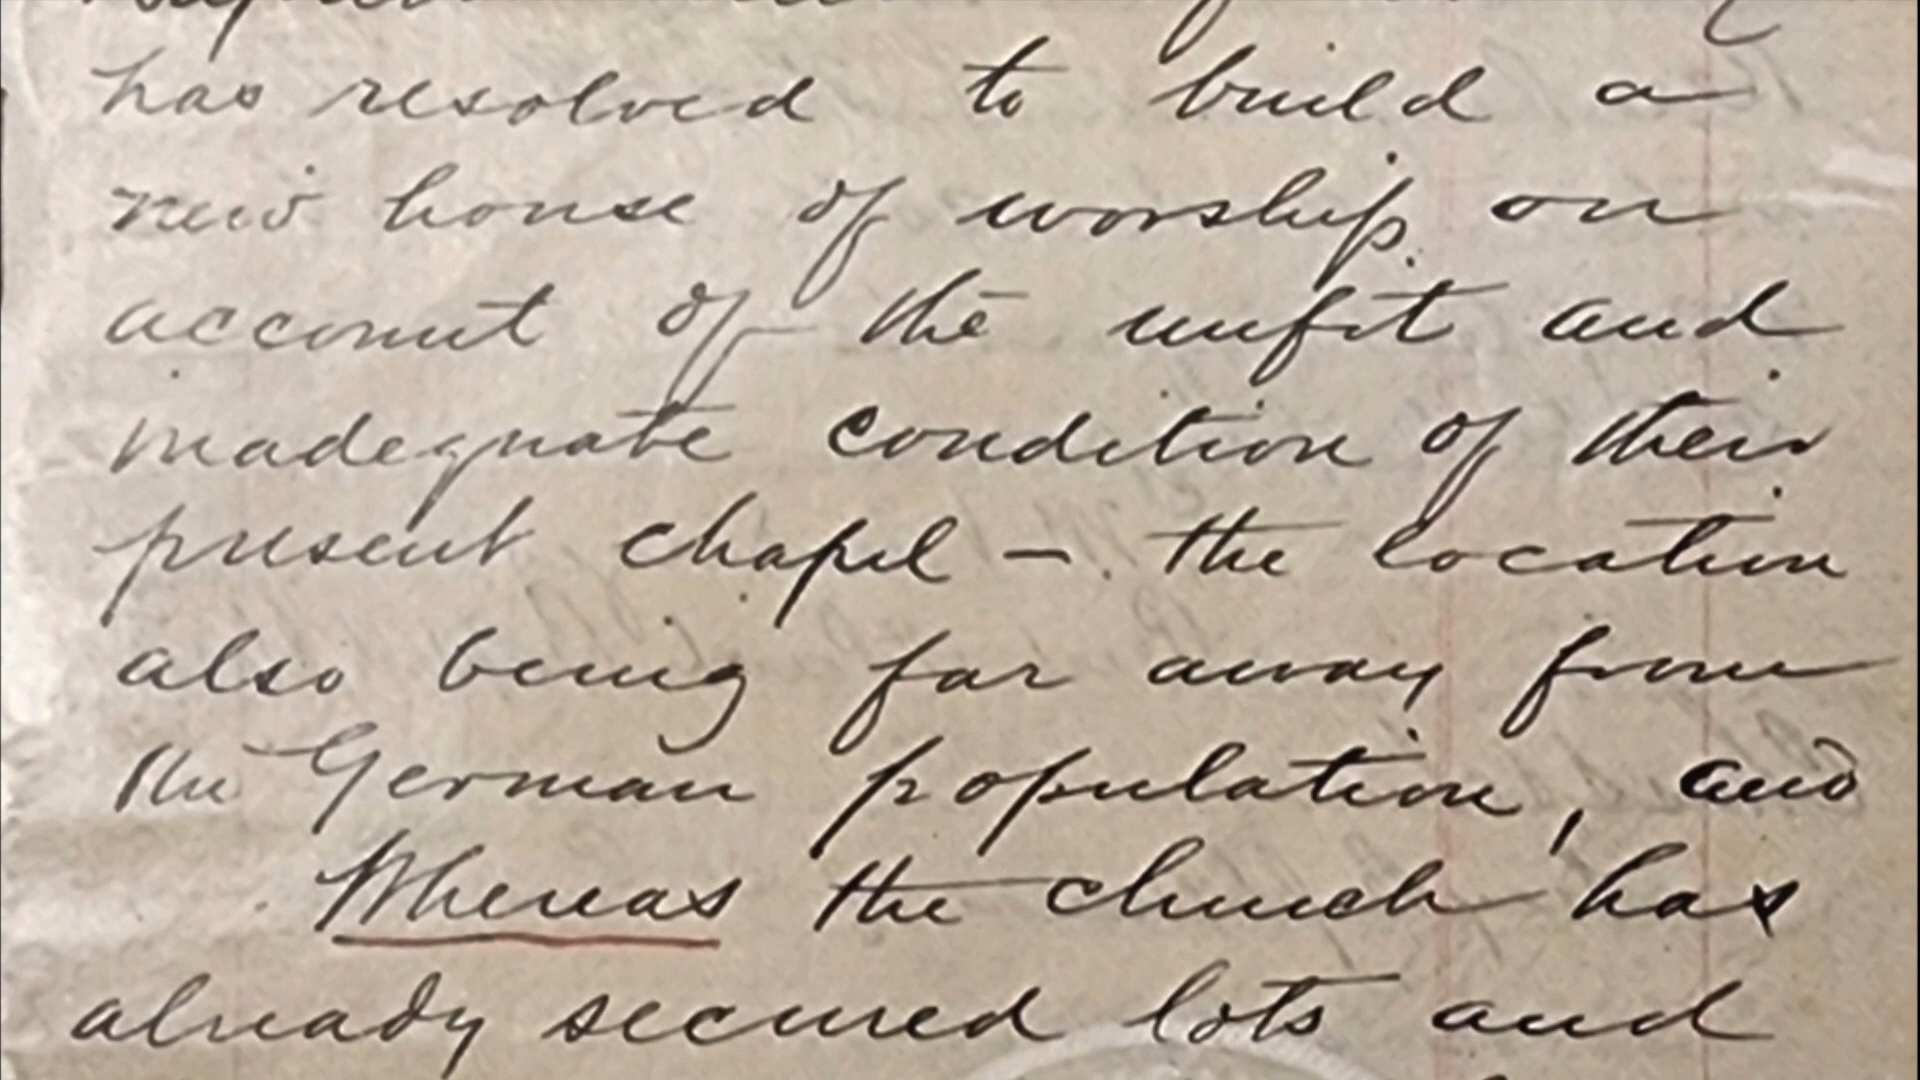 has resolved to build a
new house of worship on
account of the unfit and
inadequate condition of their
present chapel – the location
also being far away from
the German population, and
Whereas the church has
already secured lots and